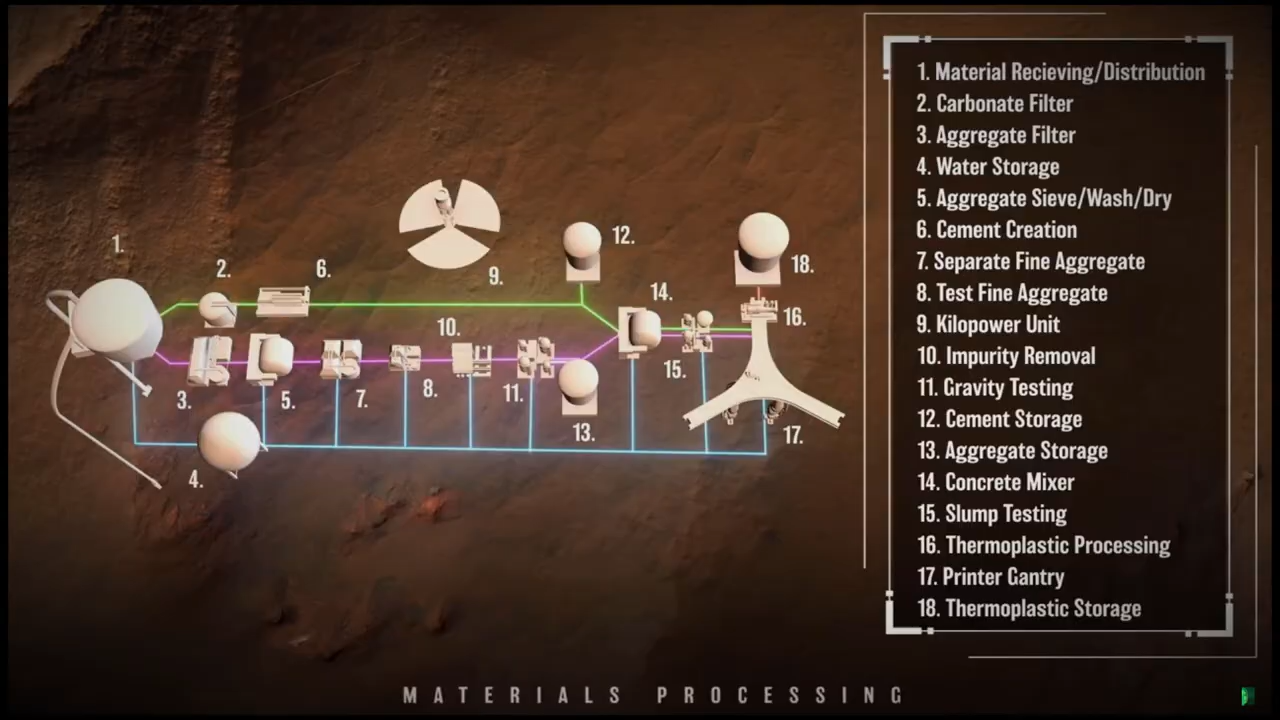 1.
2.
6.
9.
12.
18.
14.
16.
10.
15.
3.
5.
7.
8.
11.
13.
17.
4.
1. Material Recieving/Distribution
2. Carbonate Filter
3. Aggregate Filter
4. Water Storage
5. Aggregate Sieve/Wash/Dry
6. Cement Creation
7. Separate Fine Aggregate
8. Test Fine Aggregate
9. Kilopower Unit
10. Impurity Removal
11. Gravity Testing
12. Cement Storage
13. Aggregate Storage
14. Concrete Mixer
15. Slump Testing
16. Thermoplastic Processing
17. Printer Gantry
18. Thermoplastic Storage
MATERIALS PROCESSING